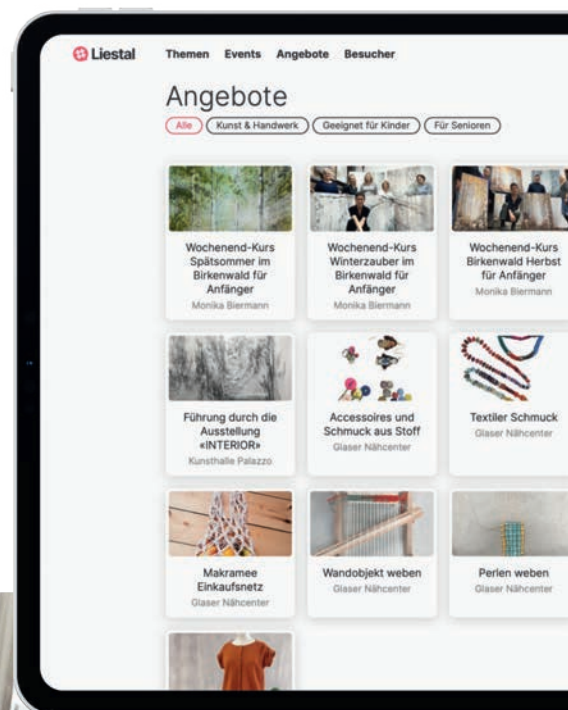 Liestal
Themen Events Angebote Besucher
Angebote
Alle Kunst & Handwerk Geeignet für Kinder Für Senioren
Wochenend-Kurs
Spätsommer im
Birkenwald für
Anfänger
Monika Biermann
Wochenend-Kurs
Winterzauber im
Birkenwald für
Anfänger
Monika Biermann
Wochenend-Kurs
Birkenwald Herbst
für Anfänger
Monika Biermann
Führung durch die
Ausstellung
«INTERIOR»
Kunsthalle Palazzo
Accessoires und
Schmuck aus Stoff
Glaser Nähcenter
Textiler Schmuck
Glaser Nähcenter
Makramee
Einkaufsnetz
Glaser Nähcenter
Wandobjekt weben
Glaser Nähcenter
Perlen weben
Glaser Nähcenter